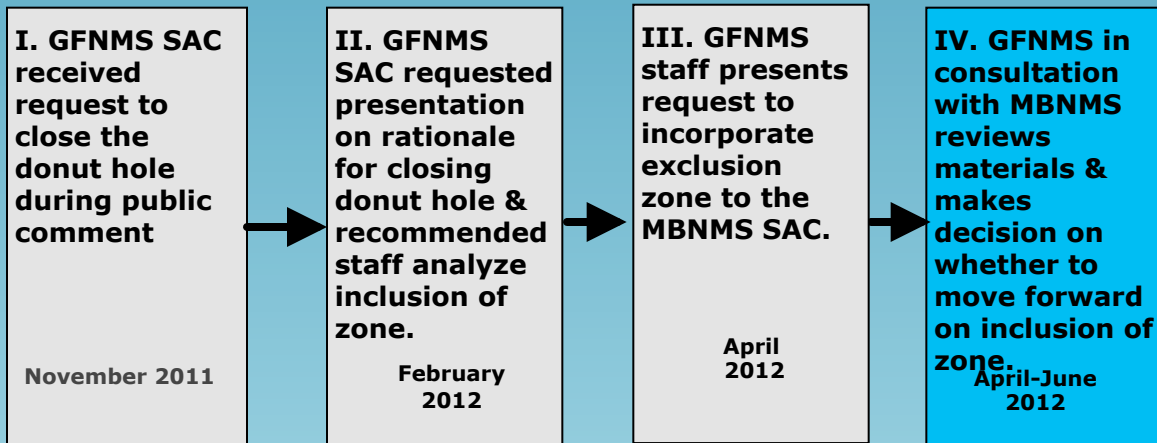 I. GFNMS SAC
received
request to
close the
donut hole
during public
comment
November 2011
II. GFNMS
SAC requested
presentation
on rationale
for closing
donut hole &
recommended
staff analyze
inclusion of
zone.
February
2012
III. GFNMS
staff presents
request to
incorporate
exclusion
zone to the
MBNMS SAC.
April
2012
IV. GFNMS in
consultation
with MBNMS
reviews
materials &
makes
decision on
whether to
move forward
on inclusion of
zone.
April-June
2012